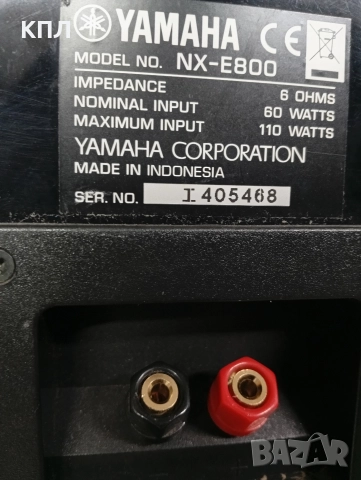 КПЛ
YAMAHA CE
MODEL NO. NX-E800
IMPEDANCE 6 OHMS
NOMINAL INPUT 60 WATTS
MAXIMUM INPUT 110 WATTS
YAMAHA CORPORATION
MADE IN INDONESIA
SER. NO. I405468
BAZAR